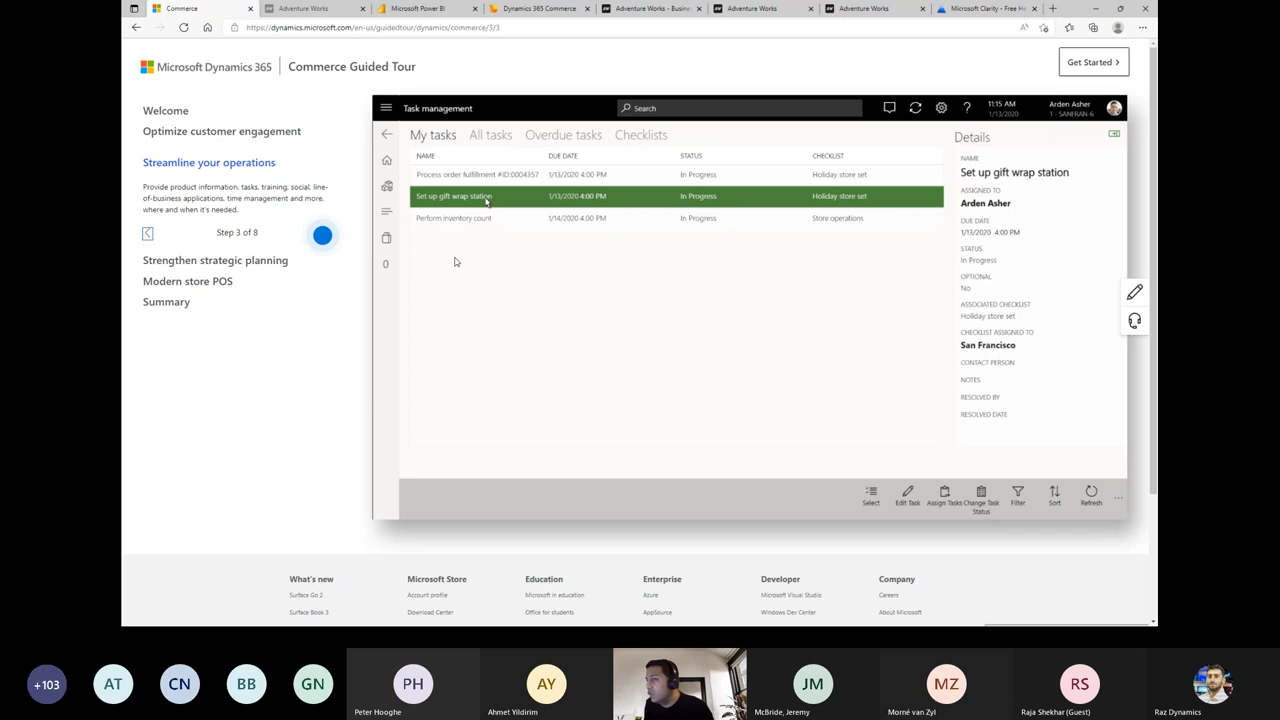 Commerce
Adventure Works
Microsoft Power BI
Dynamics 365 Commerce
Adventure Works - Busine
Adventure Works
Adventure Works
Microsoft Clarity - Free He
https://dynamics.microsoft.com/en-us/guidedtour/dynamics/commerce/3/3
Microsoft Dynamics 365
Commerce Guided Tour
Get Started >
Welcome
Optimize customer engagement
Streamline your operations
Provide product information, tasks, training, social, line-
of-business applications, time management and more,
where and when it's needed.
Step 3 of 8
Strengthen strategic planning
Modern store POS
Summary
Task management
Search
11:15 AM
1/13/2020
Arden Asher
1 - SANFRAN-6
My tasks
All tasks
Overdue tasks
Checklists
NAME
DUE DATE
STATUS
CHECKLIST
Process order fulfillment #ID:0004357
1/13/2020 4:00 PM
In Progress
Holiday store set
Set up gift wrap station
1/13/2020 4:00 PM
In Progress
Holiday store set
Perform inventory count
1/14/2020 4:00 PM
In Progress
Store operations
0
Details
NAME
Set up gift wrap station
ASSIGNED TO
Arden Asher
DUE DATE
1/13/2020 4:00 PM
STATUS
In Progress
OPTIONAL
No
ASSOCIATED CHECKLIST
Holiday store set
CHECKLIST ASSIGNED TO
San Francisco
CONTACT PERSON
NOTES
RESOLVED BY
RESOLVED DATE
Select
Edit Task
Assign Tasks
Change Task
Status
Filter
Sort
Refresh
What's new
Surface Go 2
Surface Book 3
Microsoft Store
Account profile
Download Center
Education
Microsoft in education
Office for students
Enterprise
Azure
AppSource
Developer
Microsoft Visual Studio
Windows Dev Center
Company
Careers
About Microsoft
+103
AT
CN
BB
GN
PH
Peter Hooghe
AY
Ahmet Yildirim
JM
McBride, Jeremy
MZ
Morné van Zyl
RS
Raja Shekhar (Guest)
Raz Dynamics